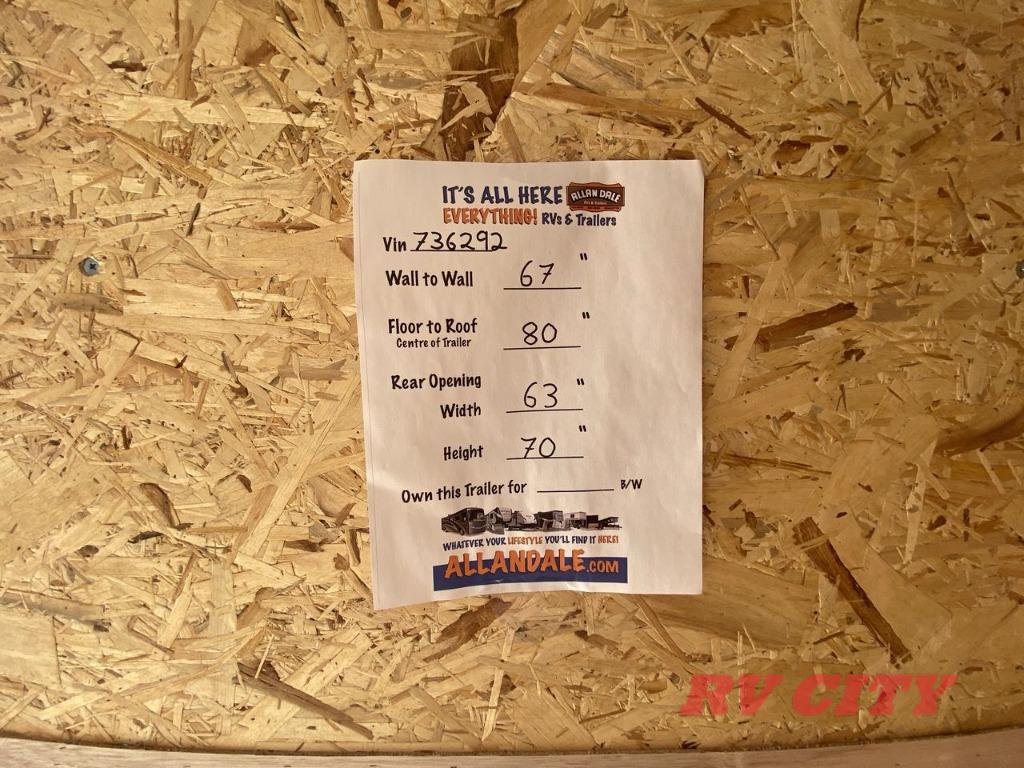 IT'S ALL HERE ALLAN DALE
EVERYTHING! RVs & Trailers
Vin 736292
Wall to Wall 67"
Floor to Roof 80"
Centre of Trailer
Rear Opening
Width 63"
Height 70"
Own this Trailer for ________ B/W
WHATEVER YOUR LIFESTYLE YOU'LL FIND IT HERE!
ALLANDALE.COM
RV CITY